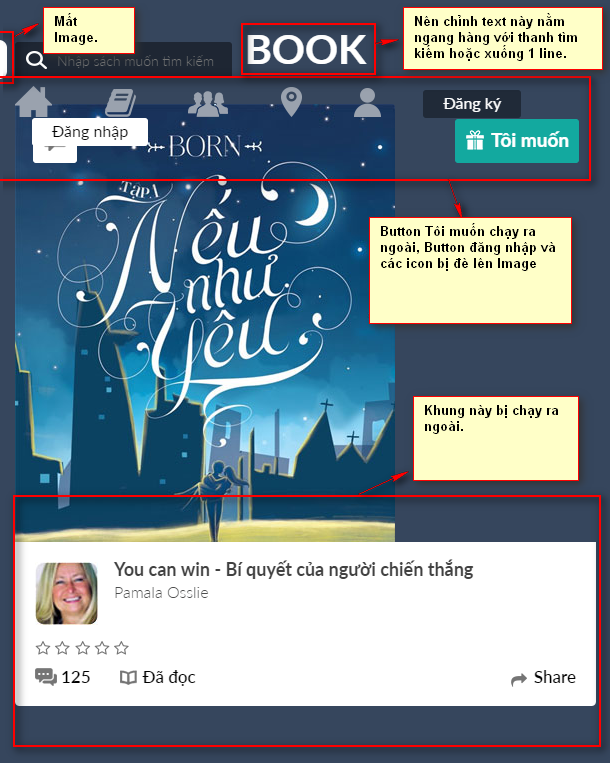 Mất
Image.
Nhập sách muốn tìm kiếm
BOOK
Nên chỉnh text này nằm
ngang hàng với thanh tìm
kiếm hoặc xuống 1 line.
Đăng ký
Đăng nhập
Tôi muốn
BORN
TẬP 1
Nếu
như
yêu
Button Tôi muốn chạy ra
ngoài, Button đăng nhập và
các icon bị đè lên Image
Khung này bị chạy ra
ngoài.
You can win - Bí quyết của người chiến thắng
Pamala Osslie
125
Đã đọc
Share